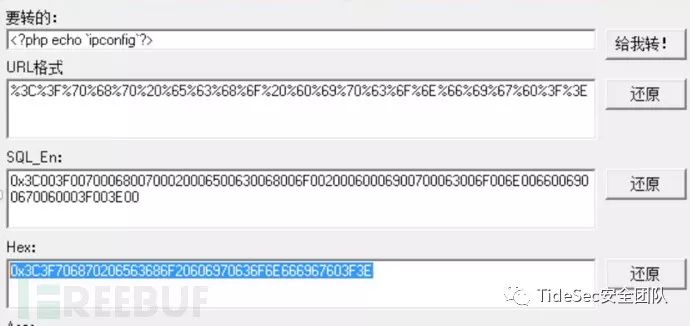 要转的:
<?php echo `ipconfig`?>
给我转!
URL格式
%3C%3F%70%68%70%20%65%63%68%6F%20%60%69%70%63%6F%6E%66%69%67%60%3F%3E
还原
SQL_En:
0x3C003F0070006800700020006500630068006F00200060006900700063006F006E0066006900
670060003F003E00
还原
Hex:
0x3C3F706870206563686F20606970636F6E666967603F3E
还原
FREEBUF
TideSec安全团队